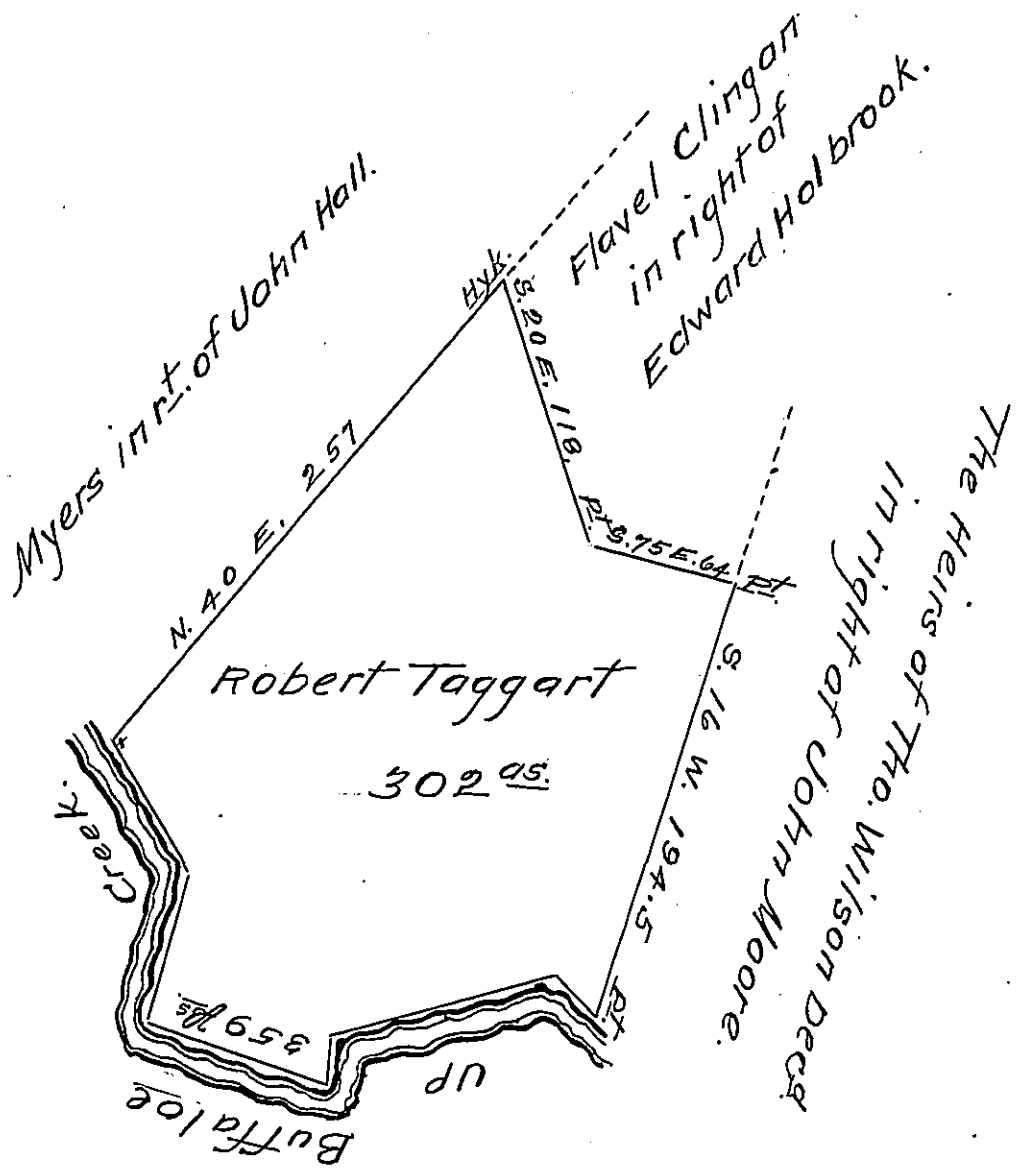 Myers in rt. of John Hall.
Flavel Clingan
in right of
Edward Holbrook.
Hyk.
S. 20 E. 118.
N. 40 E. 257
Pt
S. 75 E. 64
Pt.
The Heirs of Tho. Wilson Decd
in right of John Moore.
S. 16 W. 194.5
Robert Taggart
302 as.
Pt.
359 ps.
up
Buffaloe
Creek.